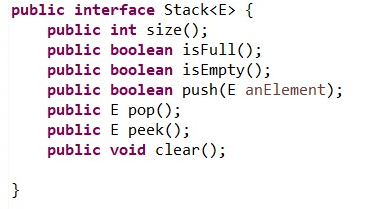 public interface Stack<E> {
    public int size();
    public boolean isFull();
    public boolean isEmpty();
    public boolean push(E anElement);
    public E pop();
    public E peek();
    public void clear();
}